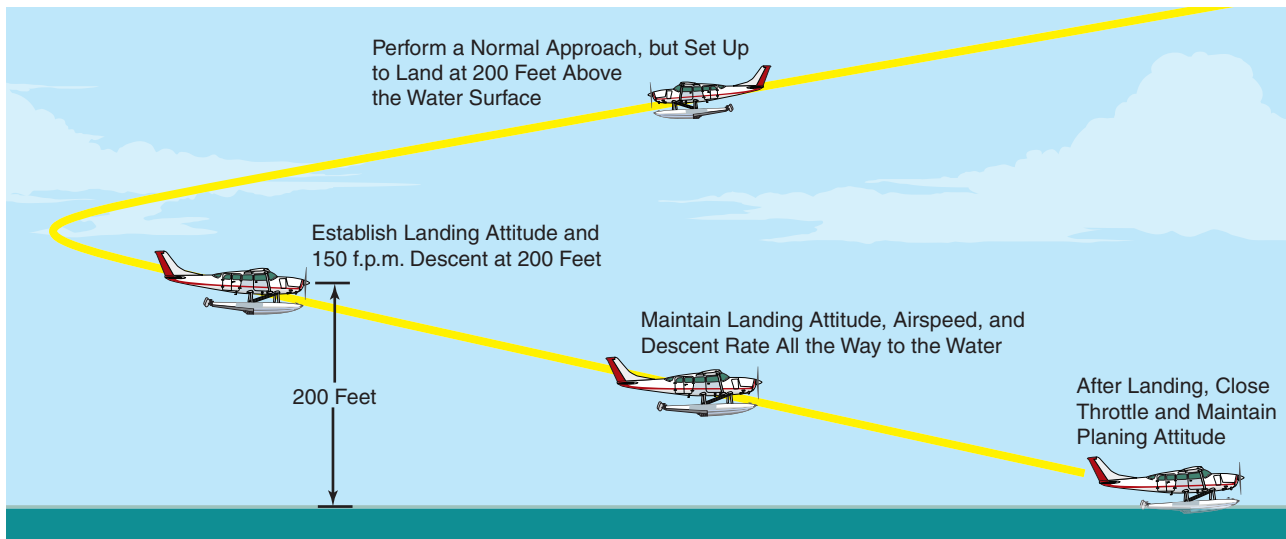 Perform a Normal Approach, but Set Up
to Land at 200 Feet Above
the Water Surface
Establish Landing Attitude and
150 f.p.m. Descent at 200 Feet
200 Feet
Maintain Landing Attitude, Airspeed, and
Descent Rate All the Way to the Water
After Landing, Close
Throttle and Maintain
Planing Attitude